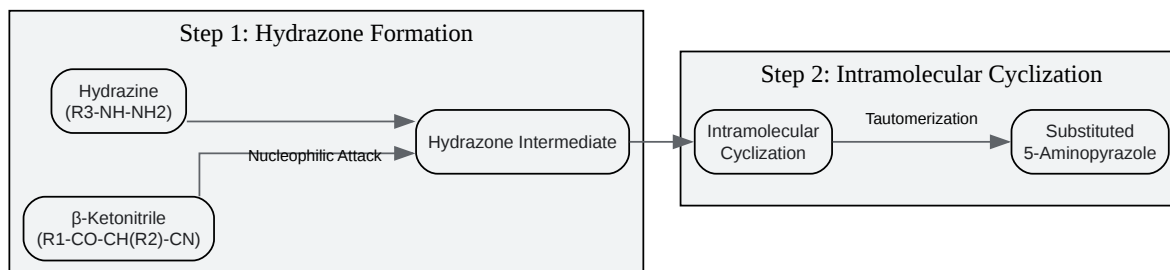 Step 1: Hydrazone Formation
Hydrazine
(R3-NH-NH2)
Nucleophilic Attack
Hydrazone Intermediate
β-Ketonitrile
(R1-CO-CH(R2)-CN)
Step 2: Intramolecular Cyclization
Intramolecular
Cyclization
Tautomerization
Substituted
5-Aminopyrazole